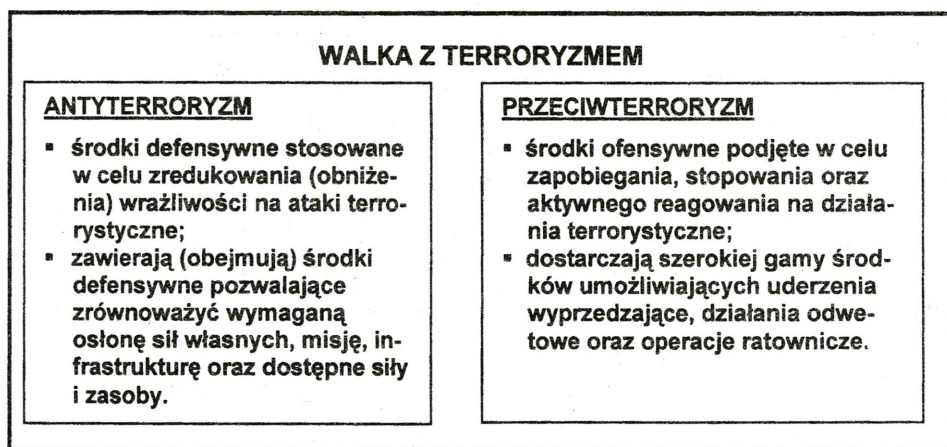 WALKA Z TERRORYZMEM
ANTYTERRORYZM
▪ środki defensywne stosowane
w celu zredukowania (obniże-
nia) wrażliwości na ataki terro-
rystyczne;
▪ zawierają (obejmują) środki
defensywne pozwalające
zrównoważyć wymaganą
osłonę sił własnych, misję, in-
frastrukturę oraz dostępne siły
i zasoby.
PRZECIWTERRORYZM
▪ środki ofensywne podjęte w celu
zapobiegania, stopowania oraz
aktywnego reagowania na działa-
nia terrorystyczne;
▪ dostarczają szerokiej gamy środ-
ków umożliwiających uderzenia
wyprzedzające, działania odwe-
towe oraz operacje ratownicze.